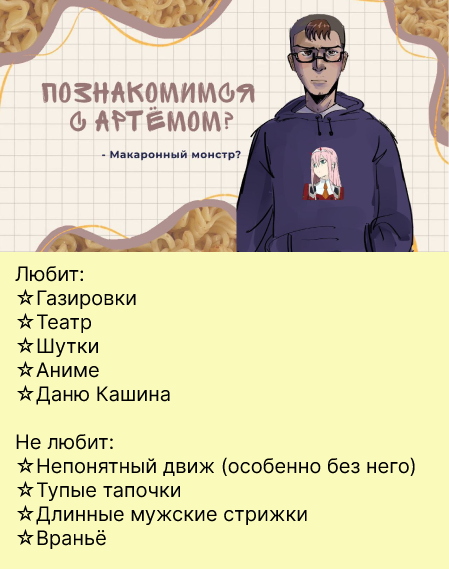 ПОЗНАКОМИМСЯ
С АРТЁМОМ?
- Макаронный монстр?
Любит:
☆Газировки
☆Театр
☆Шутки
☆Аниме
☆Даню Кашина
Не любит:
☆Непонятный движ (особенно без него)
☆Тупые тапочки
☆Длинные мужские стрижки
☆Враньё